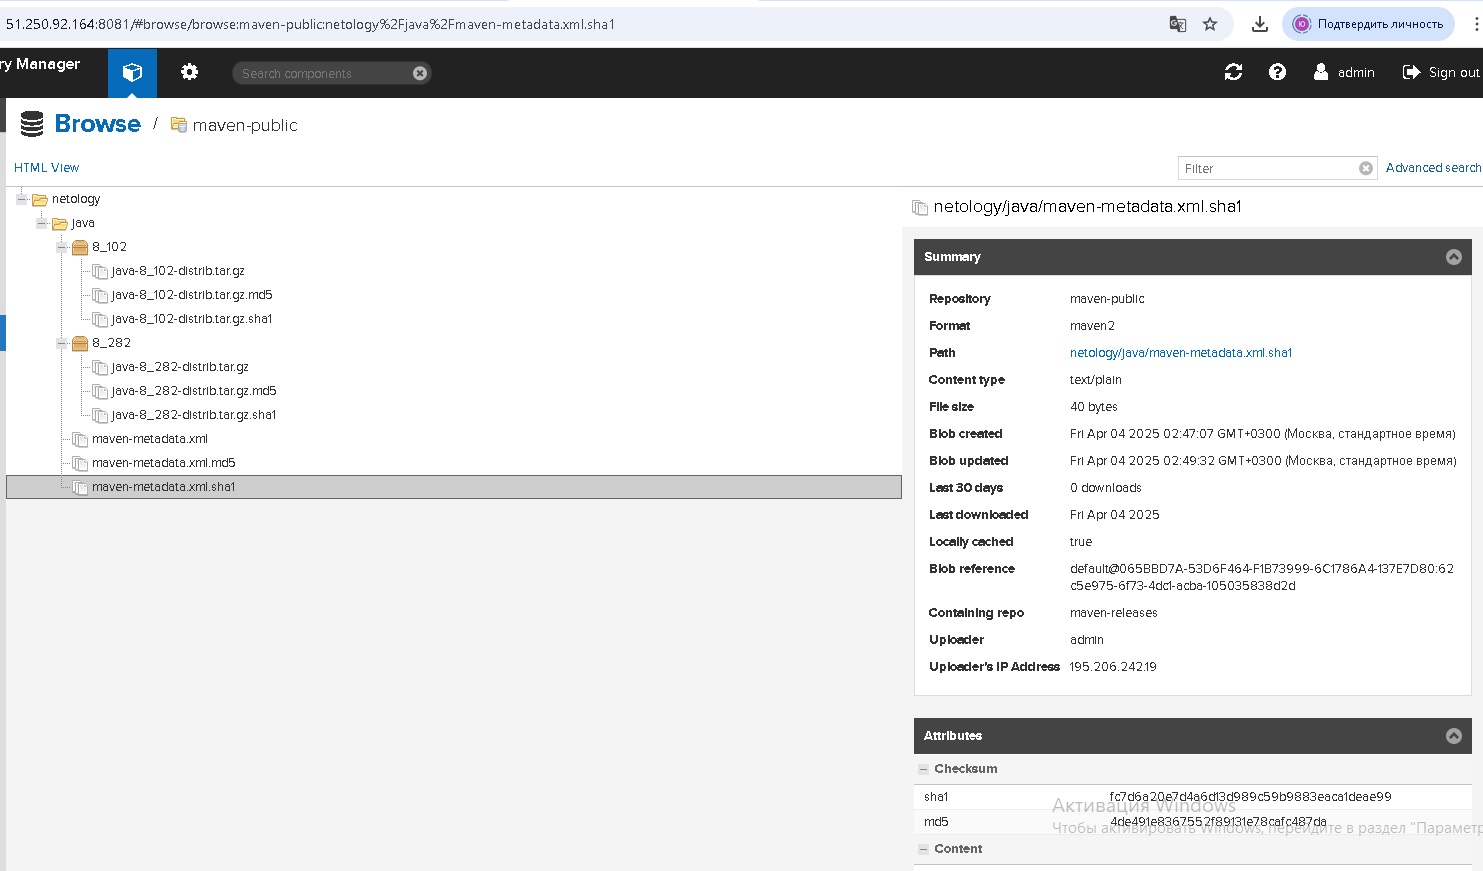 51.250.92.164:8081/#browse/browse:maven-public:netology%2Fjava%2Fmaven-metadata.xml.sha1
Подтвердить личность
ry Manager
Search components
admin
Sign out
Browse / maven-public
HTML View
Filter
Advanced search
netology
java
8_102
java-8_102-distrib.tar.gz
java-8_102-distrib.tar.gz.md5
java-8_102-distrib.tar.gz.sha1
8_282
java-8_282-distrib.tar.gz
java-8_282-distrib.tar.gz.md5
java-8_282-distrib.tar.gz.sha1
maven-metadata.xml
maven-metadata.xml.md5
maven-metadata.xml.sha1
netology/java/maven-metadata.xml.sha1
Summary
Repository maven-public
Format maven2
Path netology/java/maven-metadata.xml.sha1
Content type text/plain
File size 40 bytes
Blob created Fri Apr 04 2025 02:47:07 GMT+0300 (Москва, стандартное время)
Blob updated Fri Apr 04 2025 02:49:32 GMT+0300 (Москва, стандартное время)
Last 30 days 0 downloads
Last downloaded Fri Apr 04 2025
Locally cached true
Blob reference default@065BBD7A-53D6F464-F1B73999-6C1786A4-137E7D80:62
c5e975-6f73-4dc1-acba-105035838d2d
Containing repo maven-releases
Uploader admin
Uploader's IP Address 195.206.242.19
Attributes
Checksum
sha1 fc7d6a20e7d4a6d13d989c59b9883eaca1deae99
Активация Windows
md5 4de491e8367552f89131e78cafc487da
Чтобы активировать Windows, перейдите в раздел "Параметр
Content